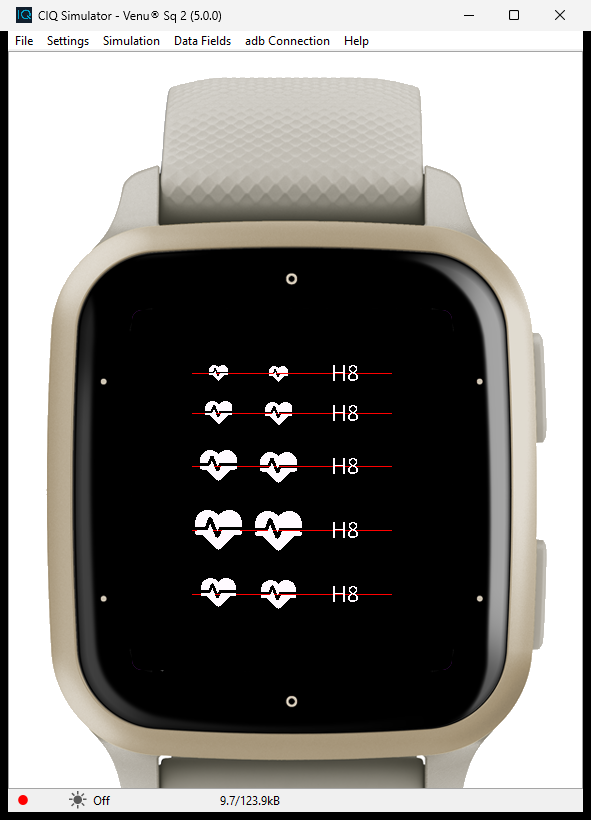 IQ CIQ Simulator - Venu® Sq 2 (5.0.0)
File Settings Simulation Data Fields adb Connection Help
H8
H8
H8
H8
H8
Off 9.7/123.9kB